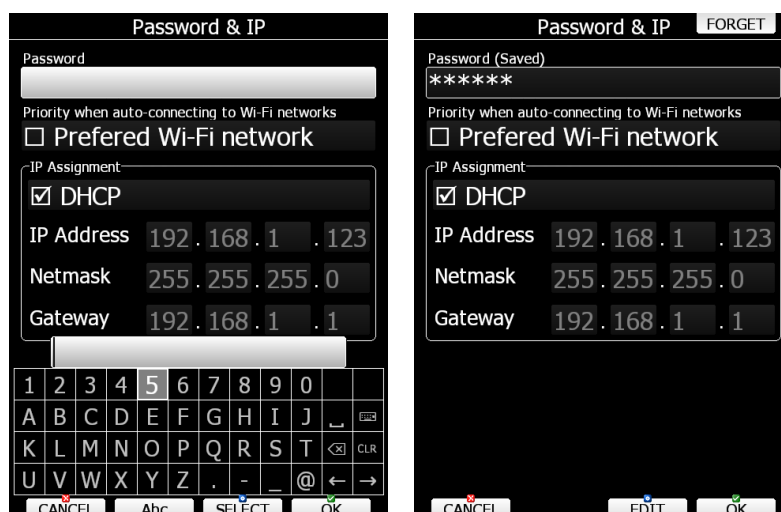 Password & IP
Password
Priority when auto-connecting to Wi-Fi networks
Prefered Wi-Fi network
IP Assignment
DHCP
IP Address 192 . 168 . 1 . 123
Netmask 255 . 255 . 255 . 0
Gateway 192 . 168 . 1 . 1
1 2 3 4 5 6 7 8 9 0
A B C D E F G H I J
K L M N O P Q R S T CLR
U V W X Y Z . - _ @ ← →
CANCEL Abc SELECT OK
Password & IP FORGET
Password (Saved)
******
Priority when auto-connecting to Wi-Fi networks
Prefered Wi-Fi network
IP Assignment
DHCP
IP Address 192 . 168 . 1 . 123
Netmask 255 . 255 . 255 . 0
Gateway 192 . 168 . 1 . 1
CANCEL EDIT OK